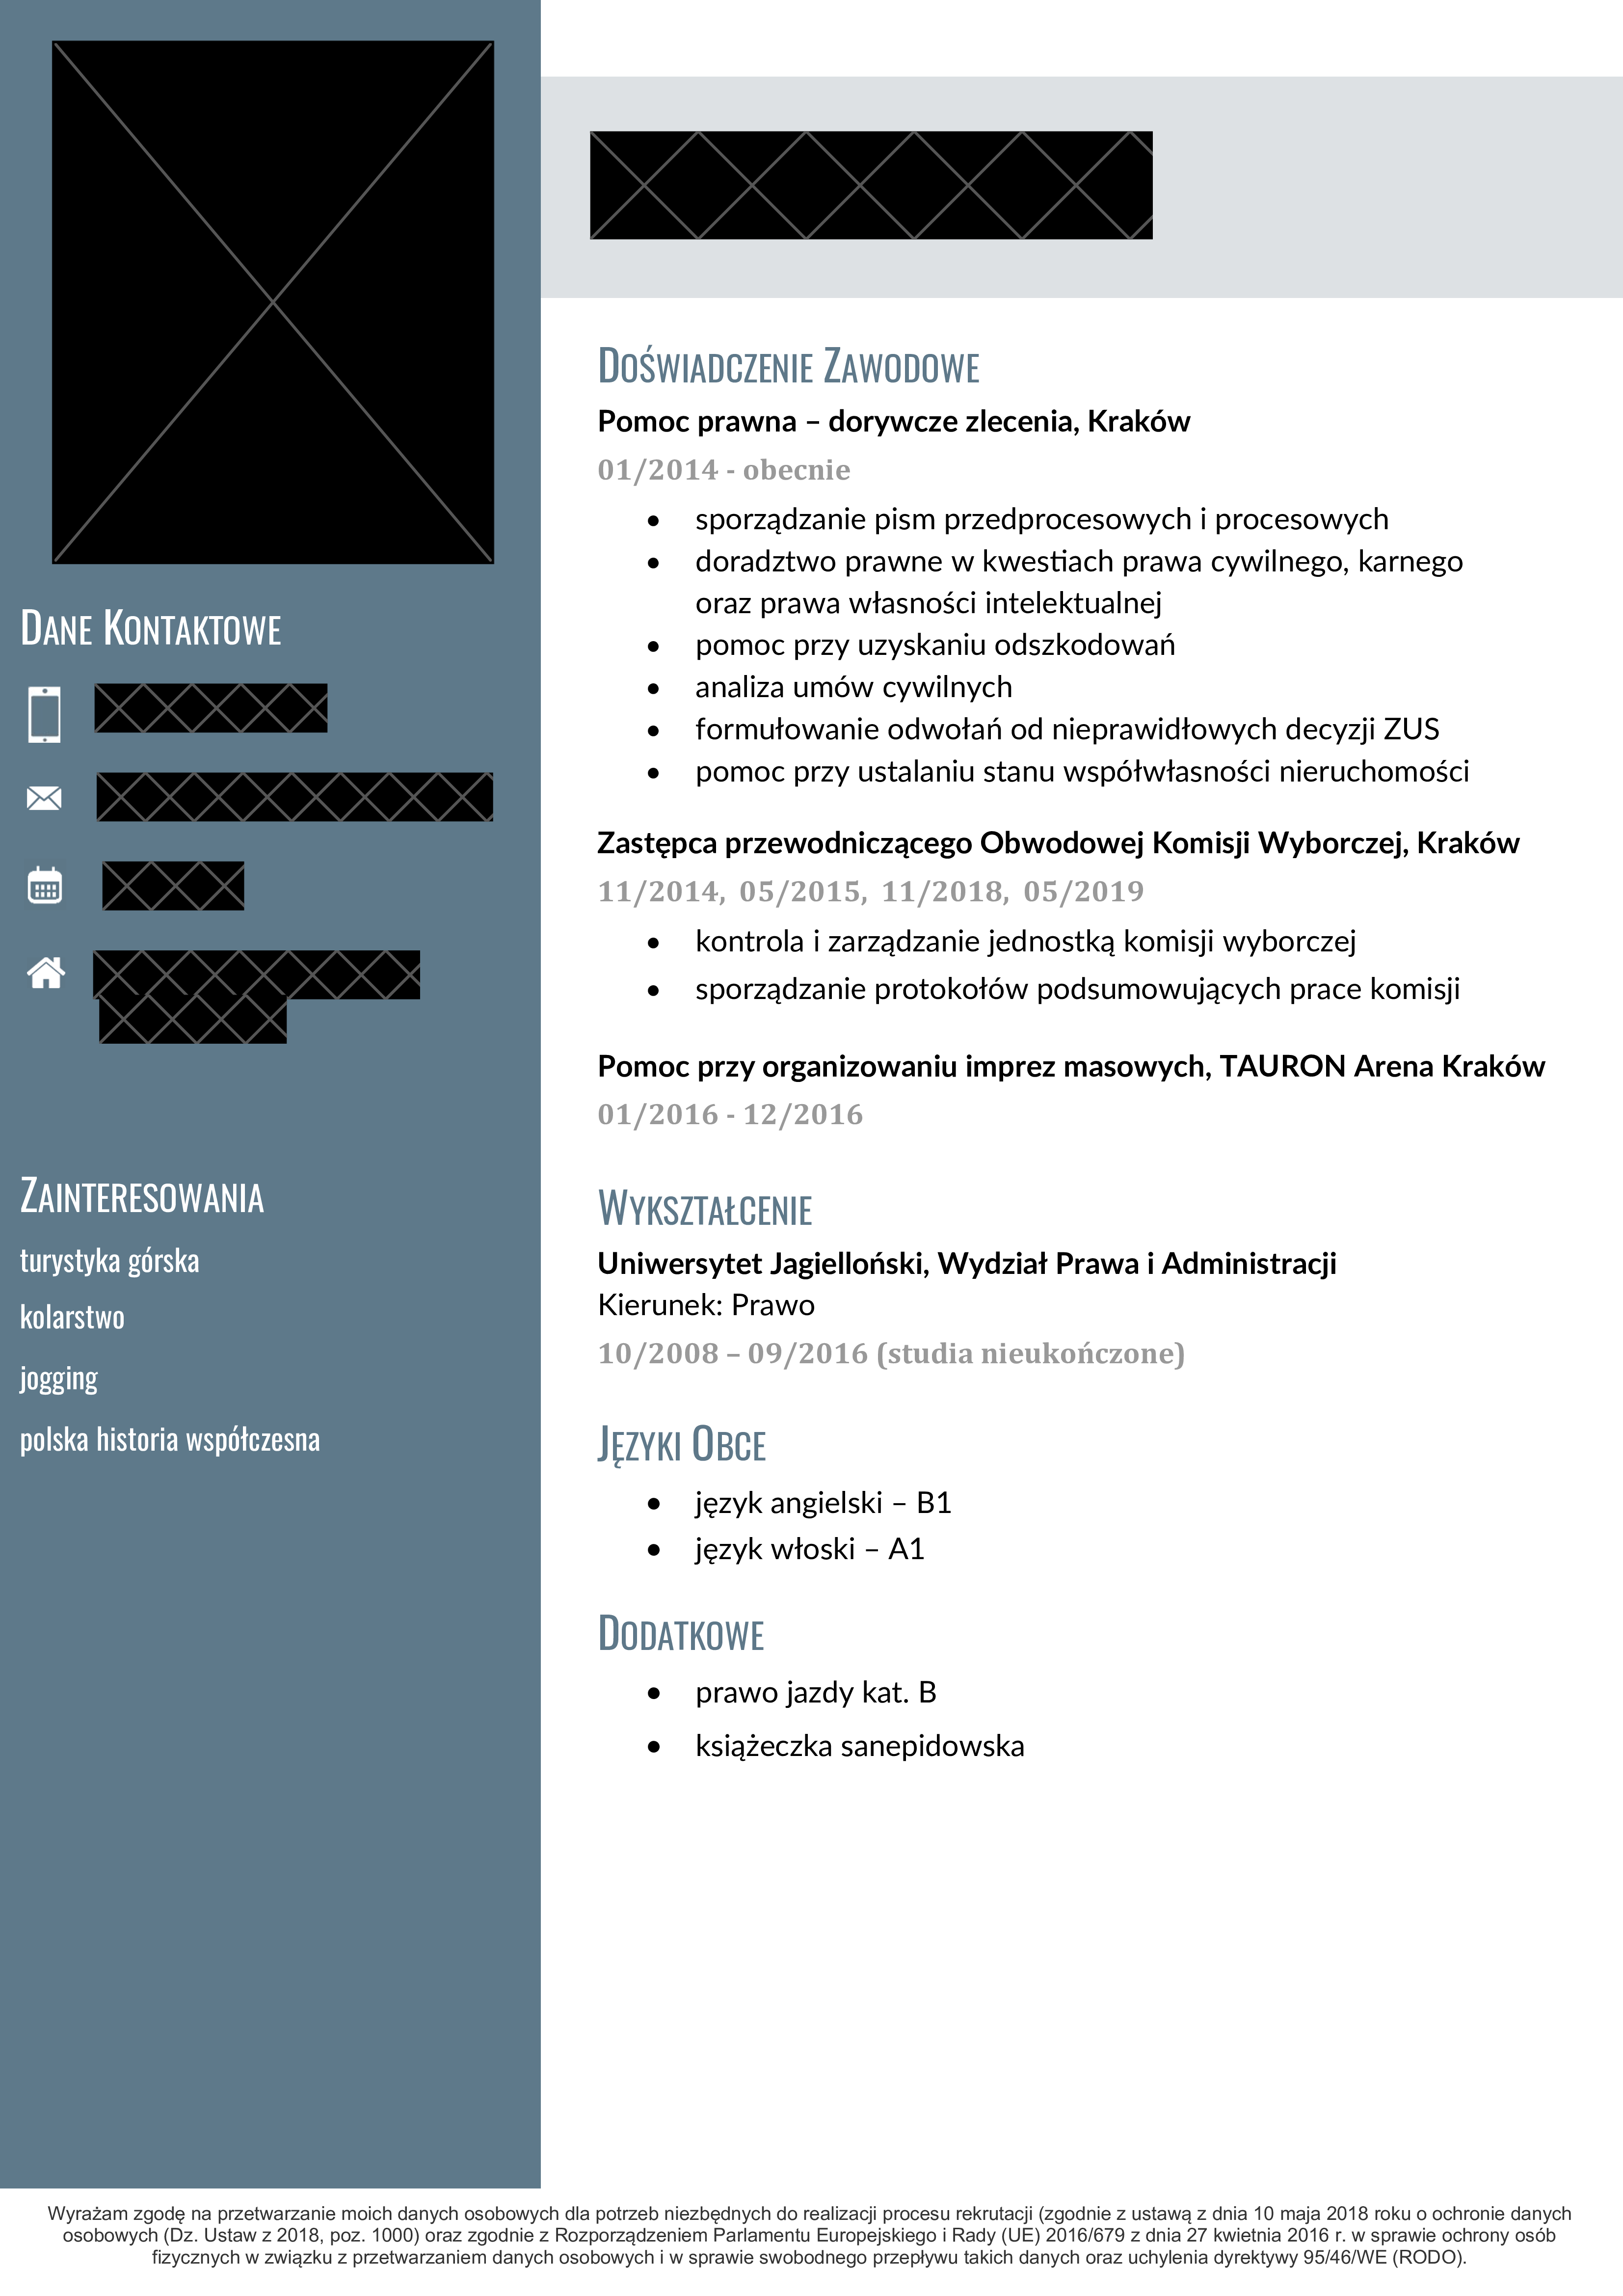 Dane Kontaktowe
Zainteresowania
turystyka górska
kolarstwo
jogging
polska historia współczesna
Doświadczenie Zawodowe
Pomoc prawna – dorywcze zlecenia, Kraków
01/2014 - obecnie
• sporządzanie pism przedprocesowych i procesowych
• doradztwo prawne w kwestiach prawa cywilnego, karnego
oraz prawa własności intelektualnej
• pomoc przy uzyskaniu odszkodowań
• analiza umów cywilnych
• formułowanie odwołań od nieprawidłowych decyzji ZUS
• pomoc przy ustalaniu stanu współwłasności nieruchomości
Zastępca przewodniczącego Obwodowej Komisji Wyborczej, Kraków
11/2014, 05/2015, 11/2018, 05/2019
• kontrola i zarządzanie jednostką komisji wyborczej
• sporządzanie protokołów podsumowujących prace komisji
Pomoc przy organizowaniu imprez masowych, TAURON Arena Kraków
01/2016 - 12/2016
Wykształcenie
Uniwersytet Jagielloński, Wydział Prawa i Administracji
Kierunek: Prawo
10/2008 – 09/2016 (studia nieukończone)
Języki Obce
• język angielski – B1
• język włoski – A1
Dodatkowe
• prawo jazdy kat. B
• książeczka sanepidowska
Wyrażam zgodę na przetwarzanie moich danych osobowych dla potrzeb niezbędnych do realizacji procesu rekrutacji (zgodnie z ustawą z dnia 10 maja 2018 roku o ochronie danych
osobowych (Dz. Ustaw z 2018, poz. 1000) oraz zgodnie z Rozporządzeniem Parlamentu Europejskiego i Rady (UE) 2016/679 z dnia 27 kwietnia 2016 r. w sprawie ochrony osób
fizycznych w związku z przetwarzaniem danych osobowych i w sprawie swobodnego przepływu takich danych oraz uchylenia dyrektywy 95/46/WE (RODO).